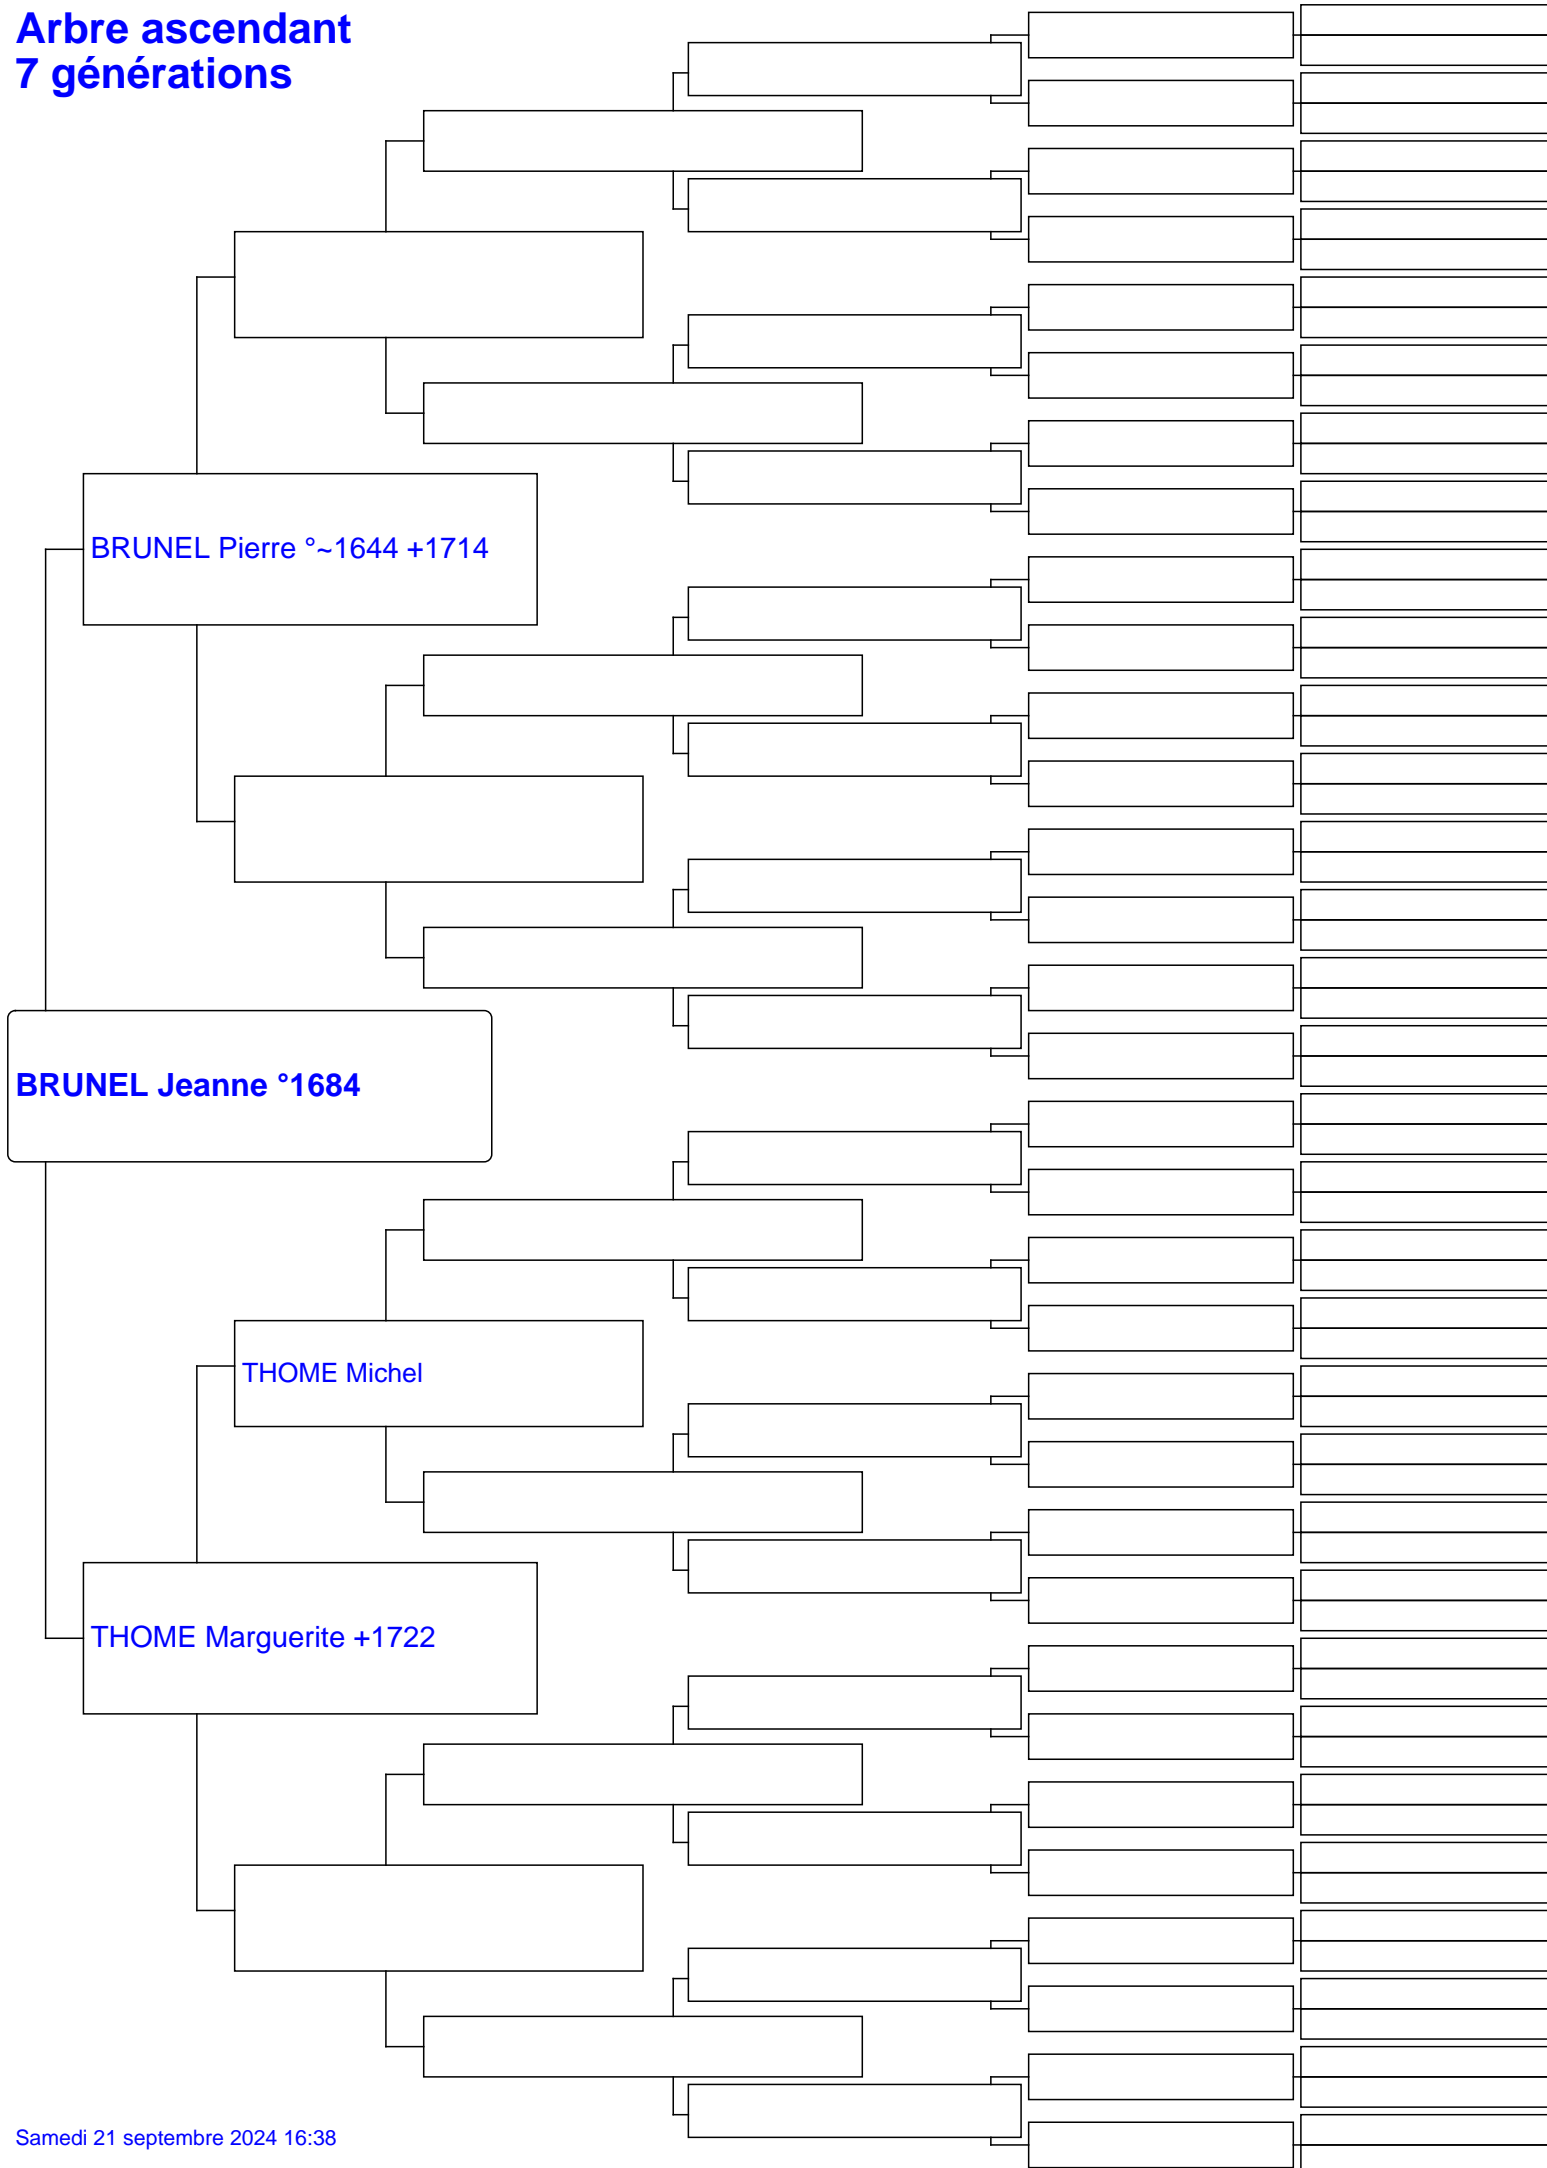 Arbre ascendant
7 générations
BRUNEL Pierre °~1644 +1714
BRUNEL Jeanne °1684
THOME Michel
THOME Marguerite +1722
Samedi 21 septembre 2024 16:38